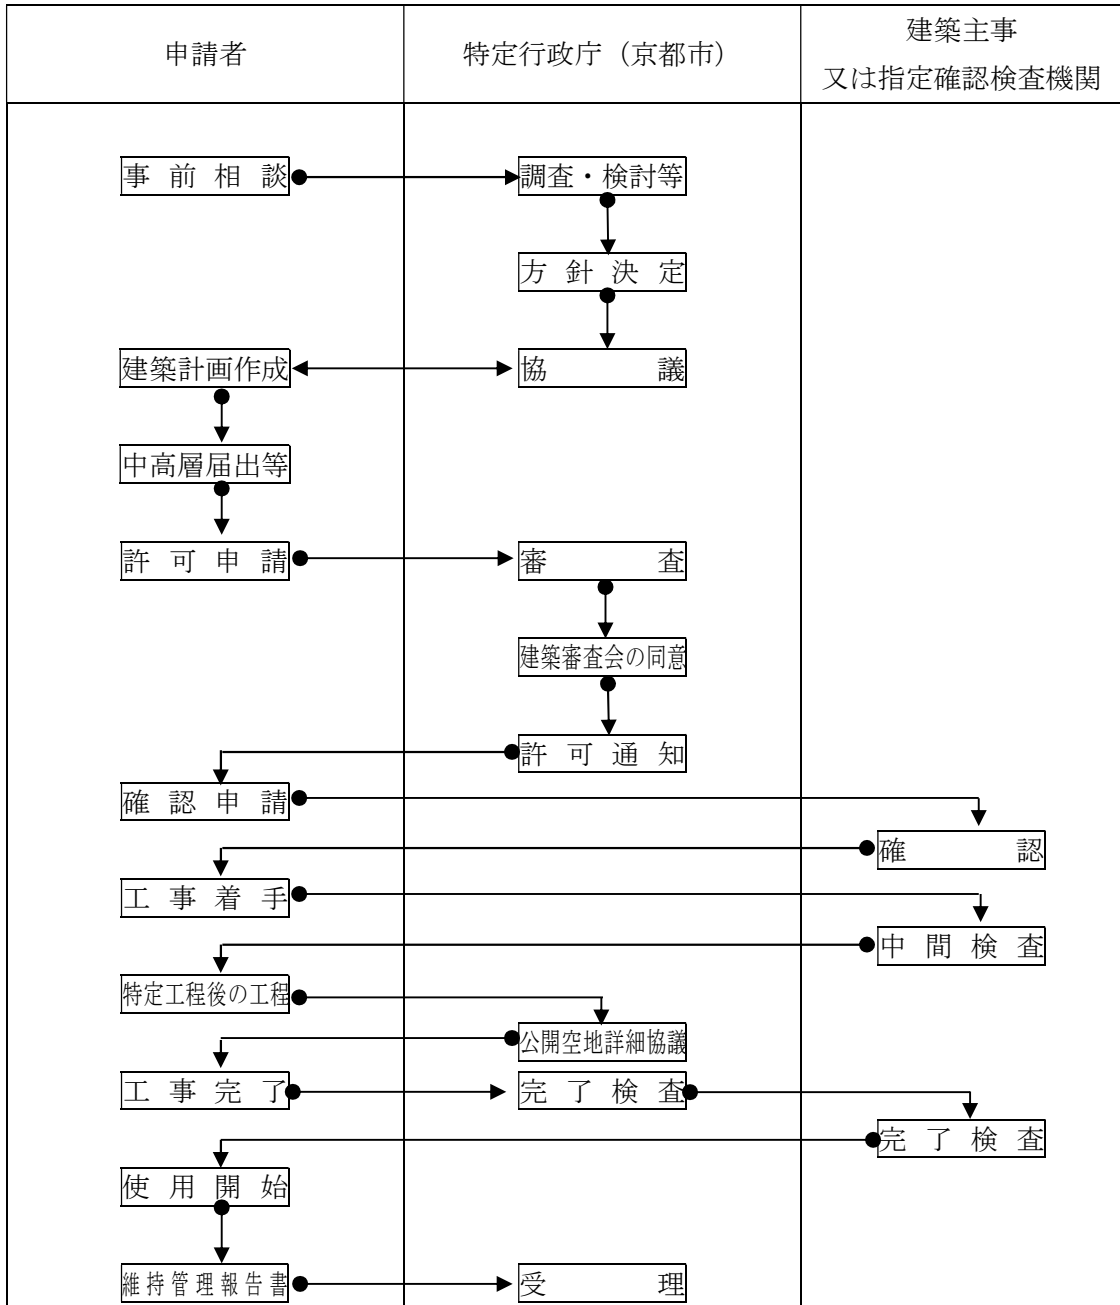 申請者
特定行政庁（京都市）
建築主事
又は指定確認検査機関
事前相談
調査・検討等
方針決定
建築計画作成
協議
中高層届出等
許可申請
審査
建築審査会の同意
許可通知
確認申請
確認
工事着手
中間検査
特定工程後の工程
公開空地詳細協議
工事完了
完了検査
完了検査
使用開始
維持管理報告書
受理